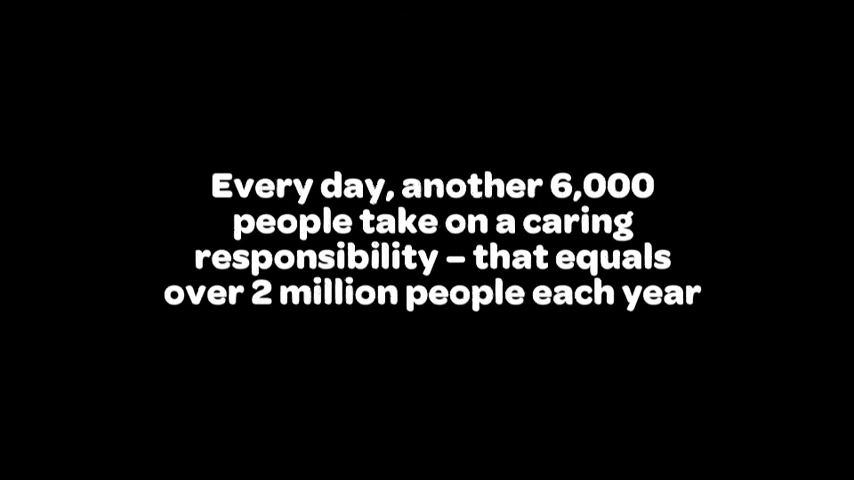 Every day, another 6,000
people take on a caring
responsibility – that equals
over 2 million people each year